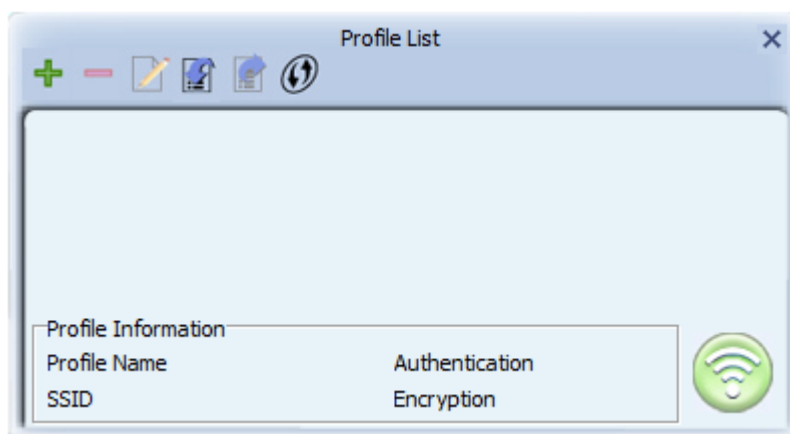 Profile List
Profile Information
Profile Name
Authentication
SSID
Encryption